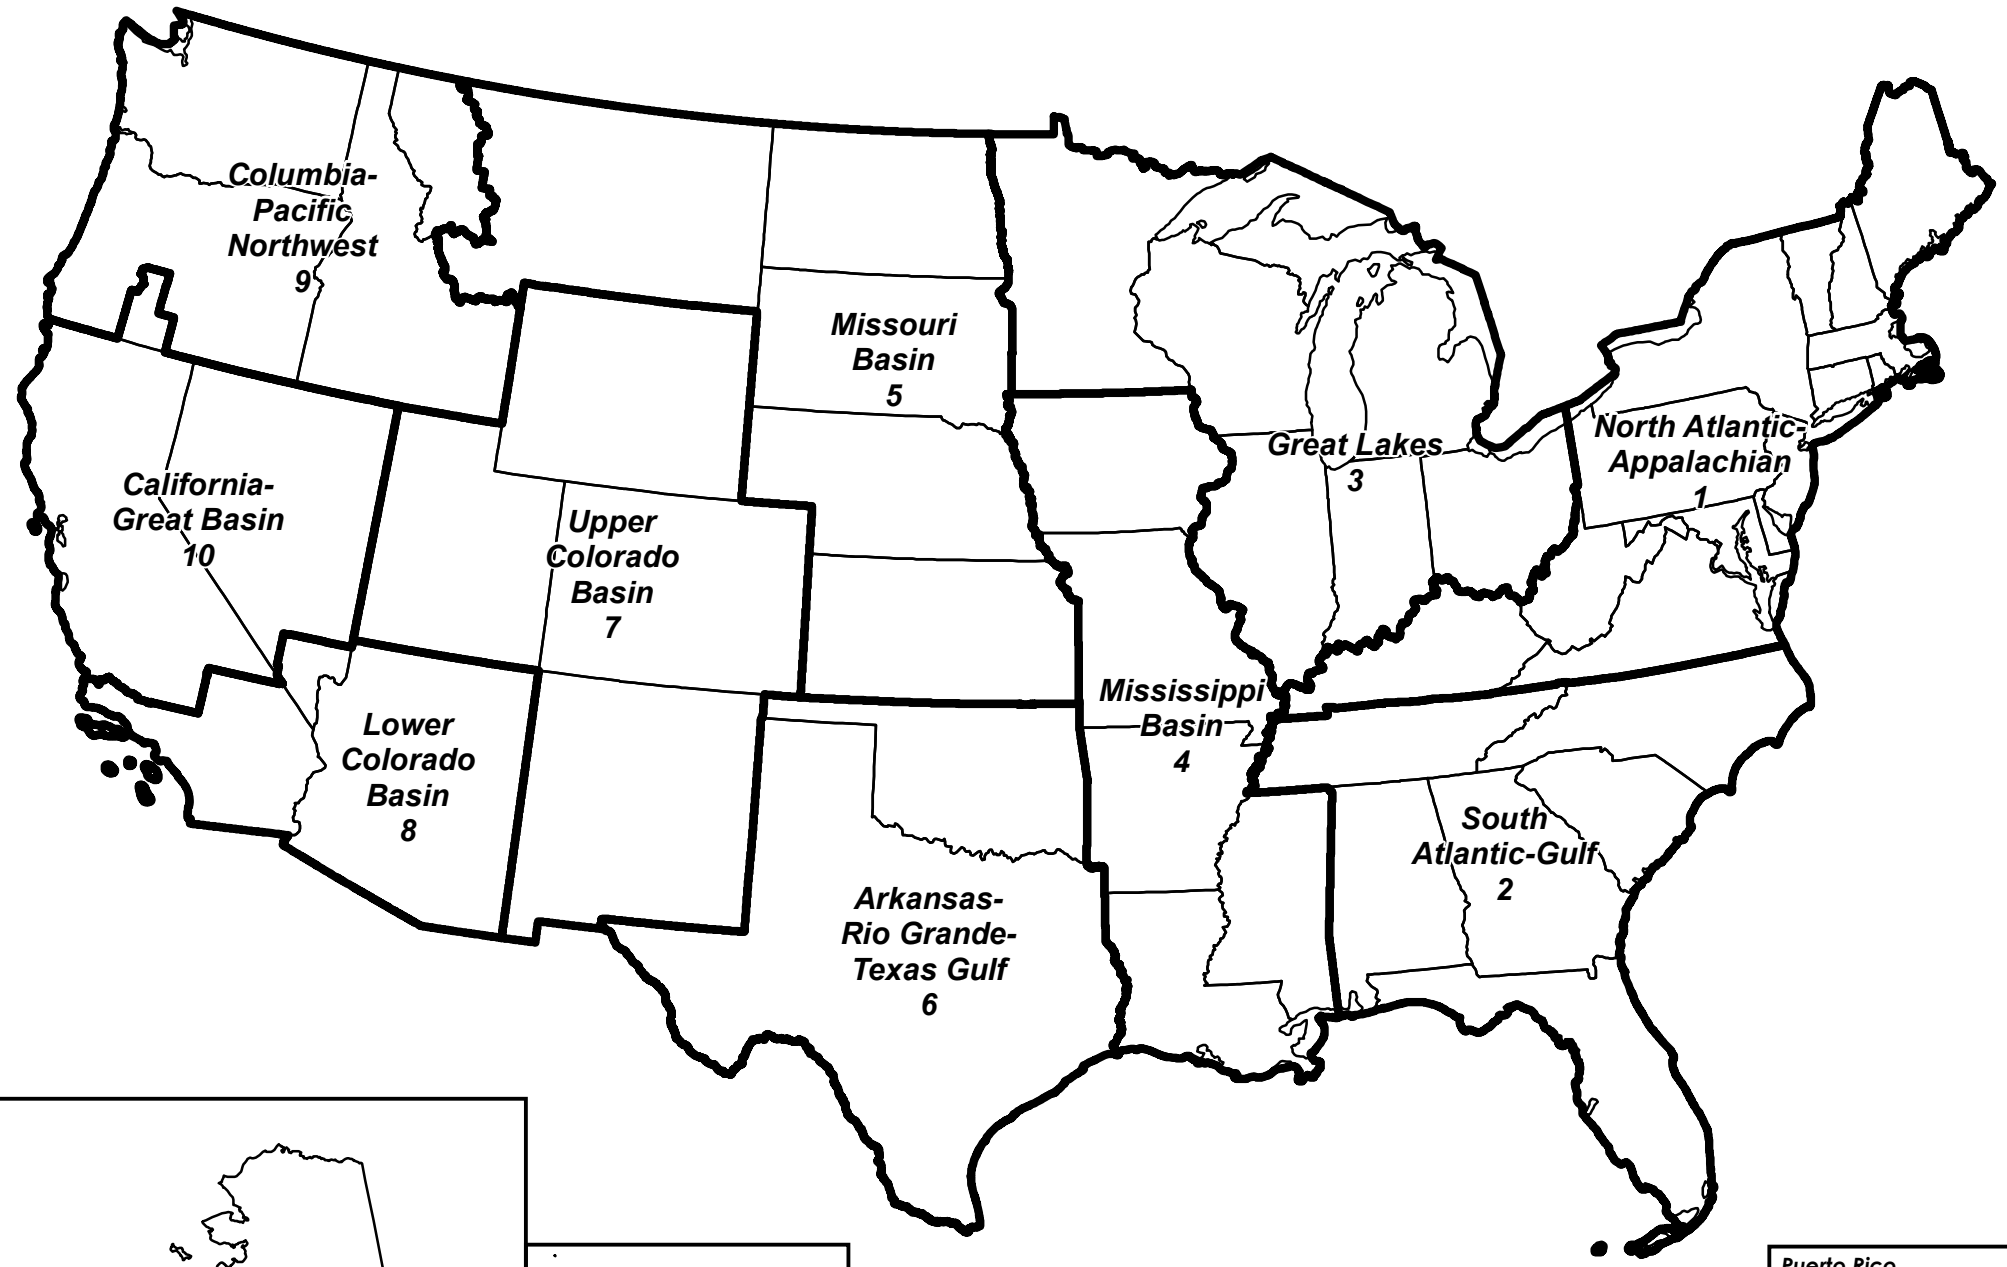 Columbia-
Pacific
Northwest
9
Missouri
Basin
5
Great Lakes
3
North Atlantic-
Appalachian
1
California-
Great Basin
10
Upper
Colorado
Basin
7
Lower
Colorado
Basin
8
Mississippi
Basin
4
South
Atlantic-Gulf
2
Arkansas-
Rio Grande-
Texas Gulf
6
Puerto Rico